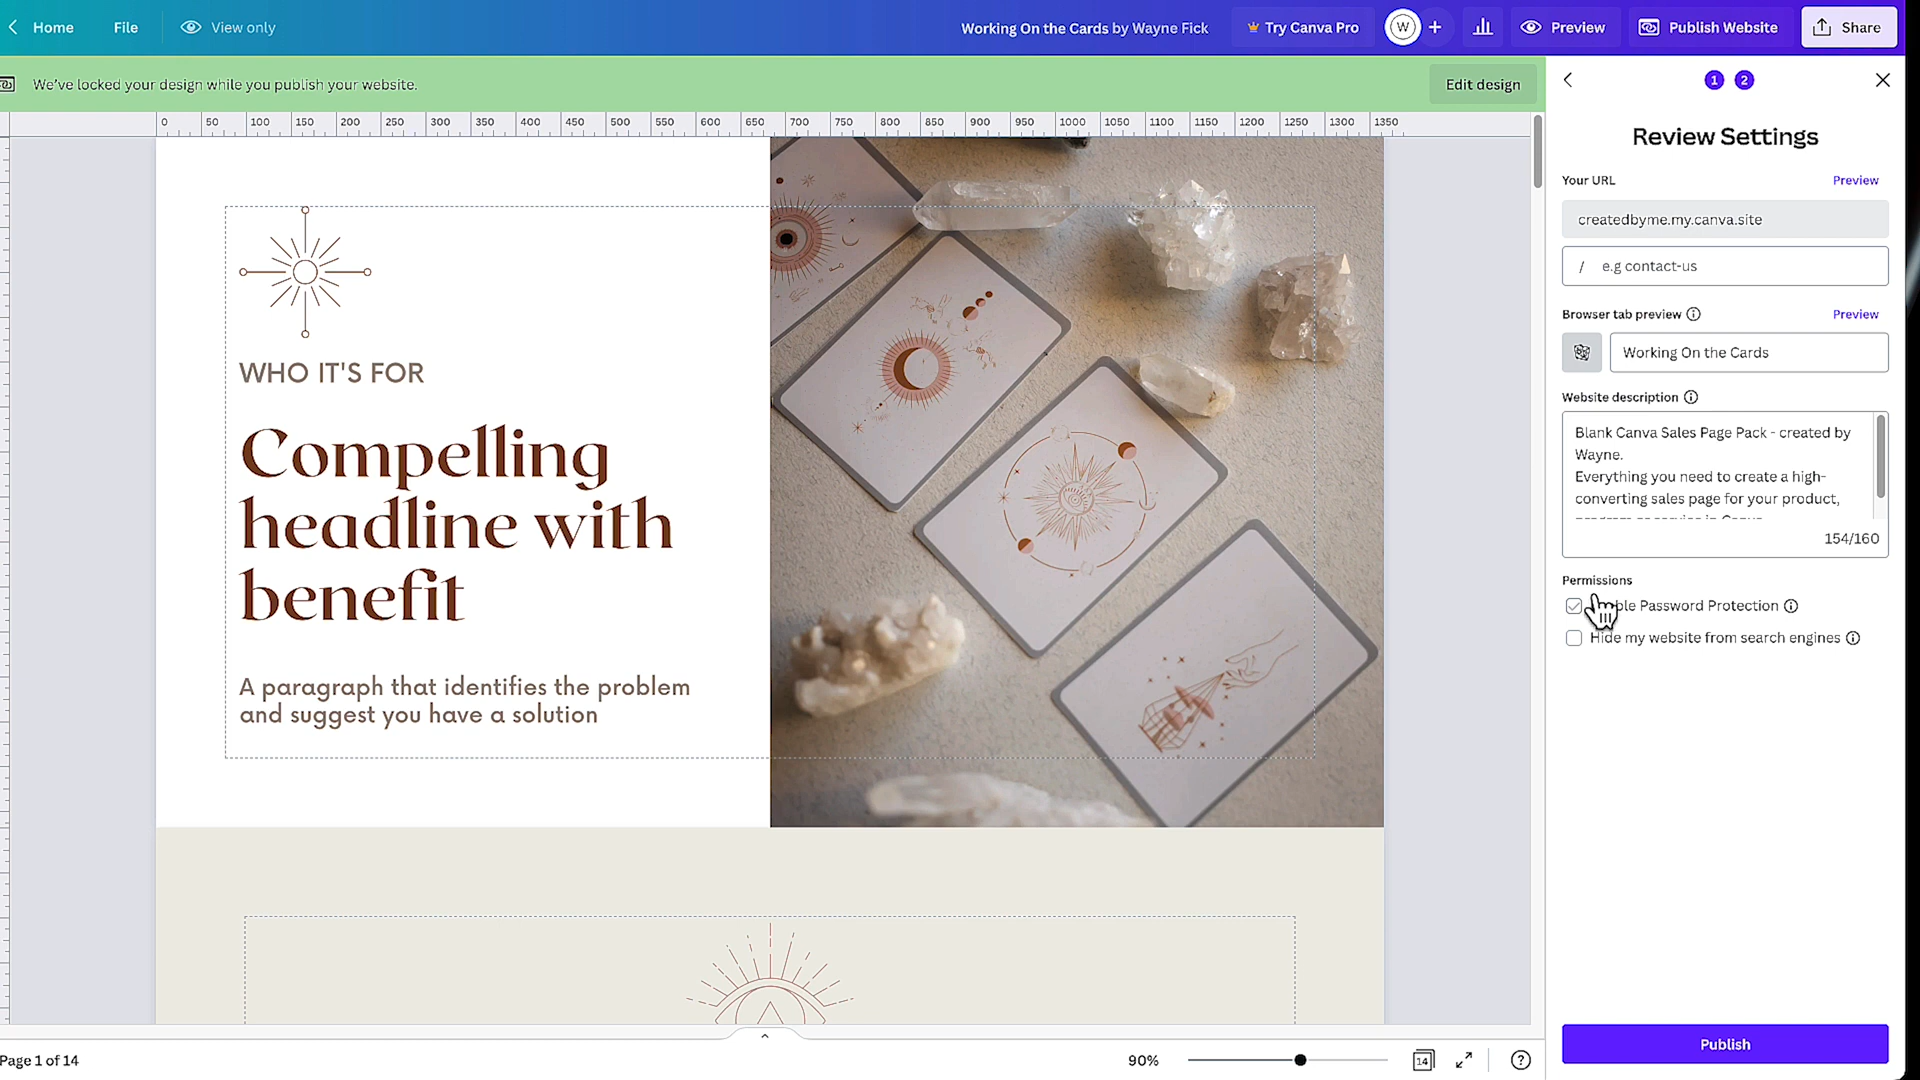 Home
File
View only
Working On the Cards by Wayne Fick
Try Canva Pro
W
Preview
Publish Website
Share
We've locked your design while you publish your website.
Edit design
0 50 100 150 200 250 300 350 400 450 500 550 600 650 700 750 800 850 900 950 1000 1050 1100 1150 1200 1250 1300 1350
WHO IT'S FOR
Compelling
headline with
benefit
A paragraph that identifies the problem
and suggest you have a solution
1 2
Review Settings
Your URL
Preview
createdbyme.my.canva.site
/ e.g contact-us
Browser tab preview
Preview
Working On the Cards
Website description
Blank Canva Sales Page Pack - created by
Wayne.
Everything you need to create a high-
converting sales page for your product,
154/160
Permissions
Password Protection
Hide my website from search engines
Publish
Page 1 of 14
90%
14
?